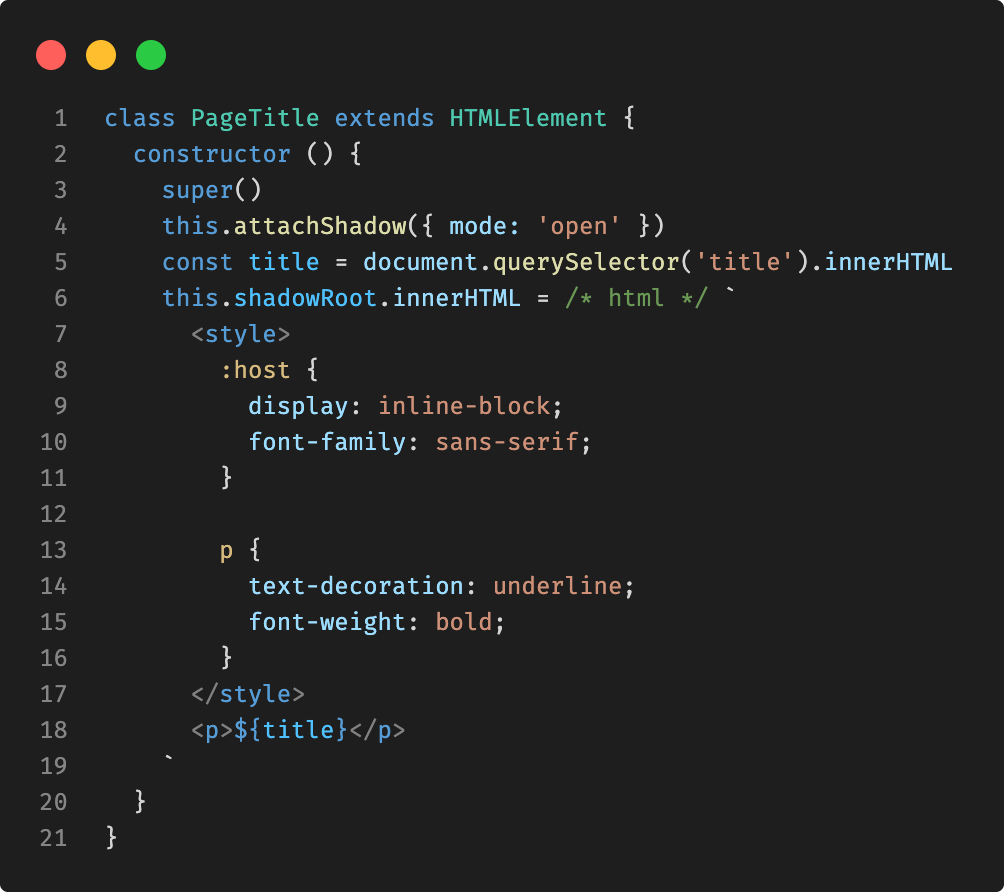 1 class PageTitle extends HTMLElement {
2 constructor () {
3 super()
4 this.attachShadow({ mode: 'open' })
5 const title = document.querySelector('title').innerHTML
6 this.shadowRoot.innerHTML = /* html */ `
7 <style>
8 :host {
9 display: inline-block;
10 font-family: sans-serif;
11 }
12
13 p {
14 text-decoration: underline;
15 font-weight: bold;
16 }
17 </style>
18 <p>${title}</p>
19 `
20 }
21 }